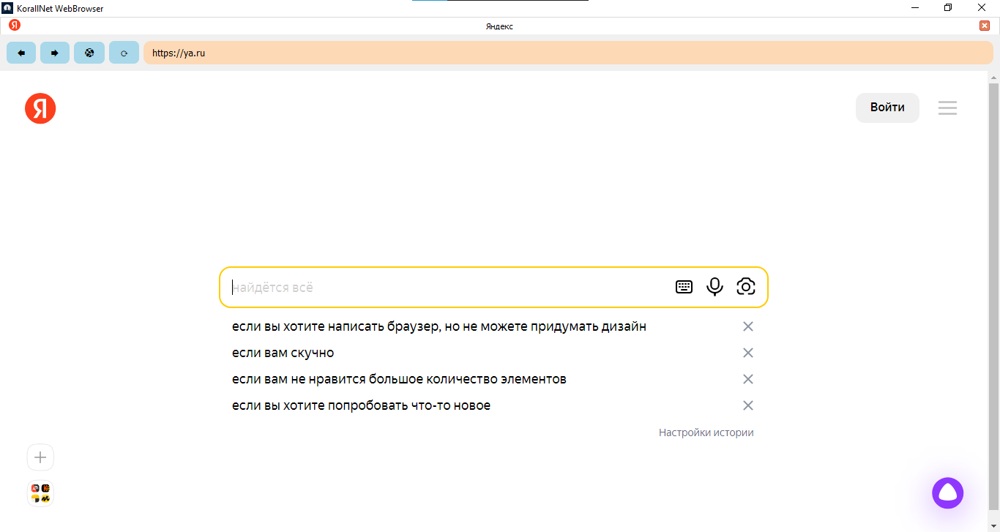 KorallNet WebBrowser
Я
Яндекс
https://ya.ru
Я
Войти
найдётся всё
если вы хотите написать браузер, но не можете придумать дизайн
если вам скучно
если вам не нравится большое количество элементов
если вы хотите попробовать что-то новое
Настройки истории